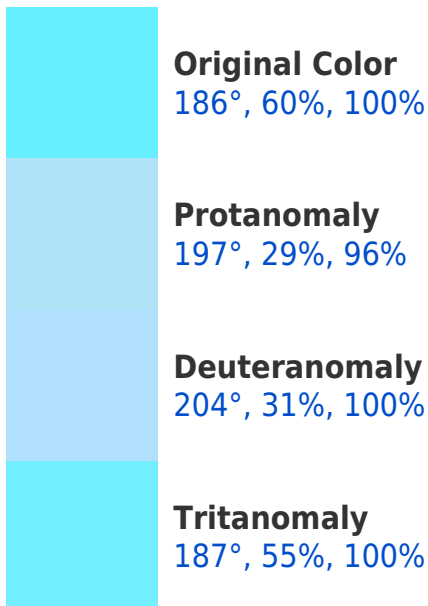 Original Color
186°, 60%, 100%
Protanomaly
197°, 29%, 96%
Deuteranomaly
204°, 31%, 100%
Tritanomaly
187°, 55%, 100%